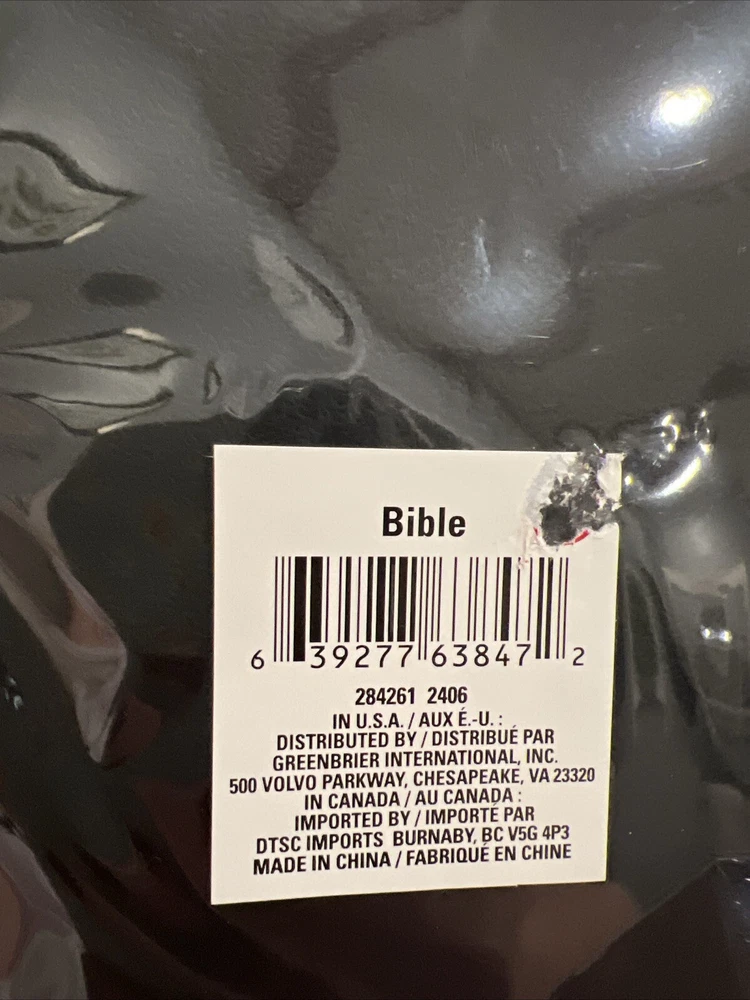 Bible
6 39277 63847 2
284261 2406
IN U.S.A. / AUX É.-U. :
DISTRIBUTED BY / DISTRIBUÉ PAR
GREENBRIER INTERNATIONAL, INC.
500 VOLVO PARKWAY, CHESAPEAKE, VA 23320
IN CANADA / AU CANADA :
IMPORTED BY / IMPORTÉ PAR
DTSC IMPORTS BURNABY, BC V5G 4P3
MADE IN CHINA / FABRIQUÉ EN CHINE